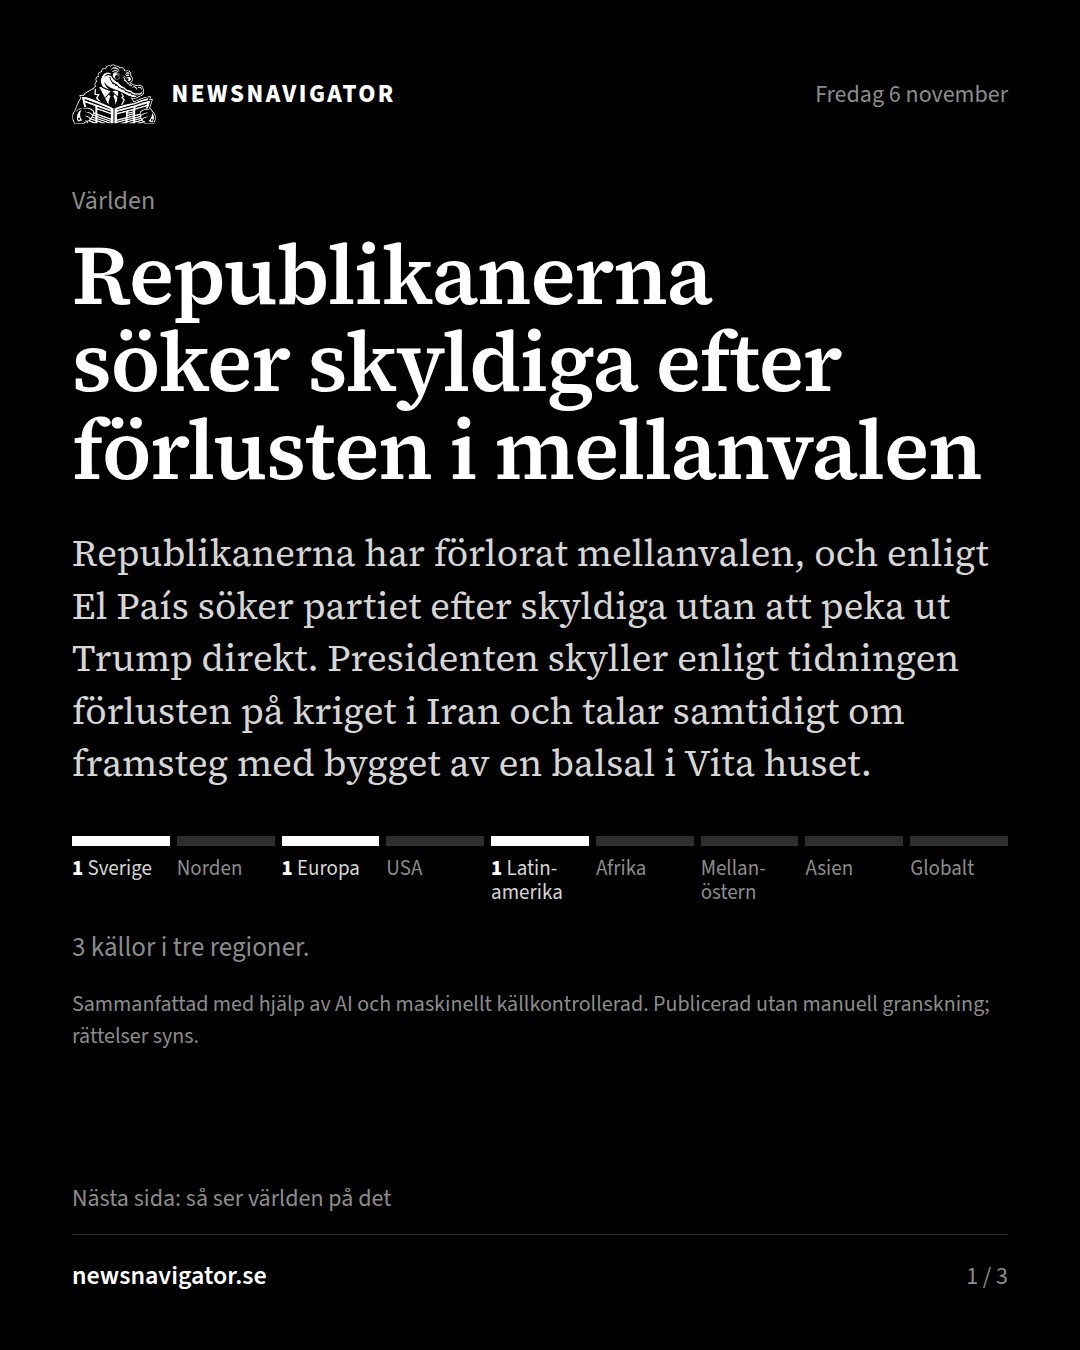 NEWSNAVIGATOR
Fredag 6 november
Världen
Republikanerna
söker skyldiga efter
förlusten i mellanvalen
Republikanerna har förlorat mellanvalen, och enligt
El País söker partiet efter skyldiga utan att peka ut
Trump direkt. Presidenten skyller enligt tidningen
förlusten på kriget i Iran och talar samtidigt om
framsteg med bygget av en balsal i Vita huset.
1 Sverige
Norden
1 Europa
USA
1 Latin-
amerika
Afrika
Mellan-
östern
Asien
Globalt
3 källor i tre regioner.
Sammanfattad med hjälp av AI och maskinellt källkontrollerad. Publicerad utan manuell granskning;
rättelser syns.
Nästa sida: så ser världen på det
newsnavigator.se
1 / 3